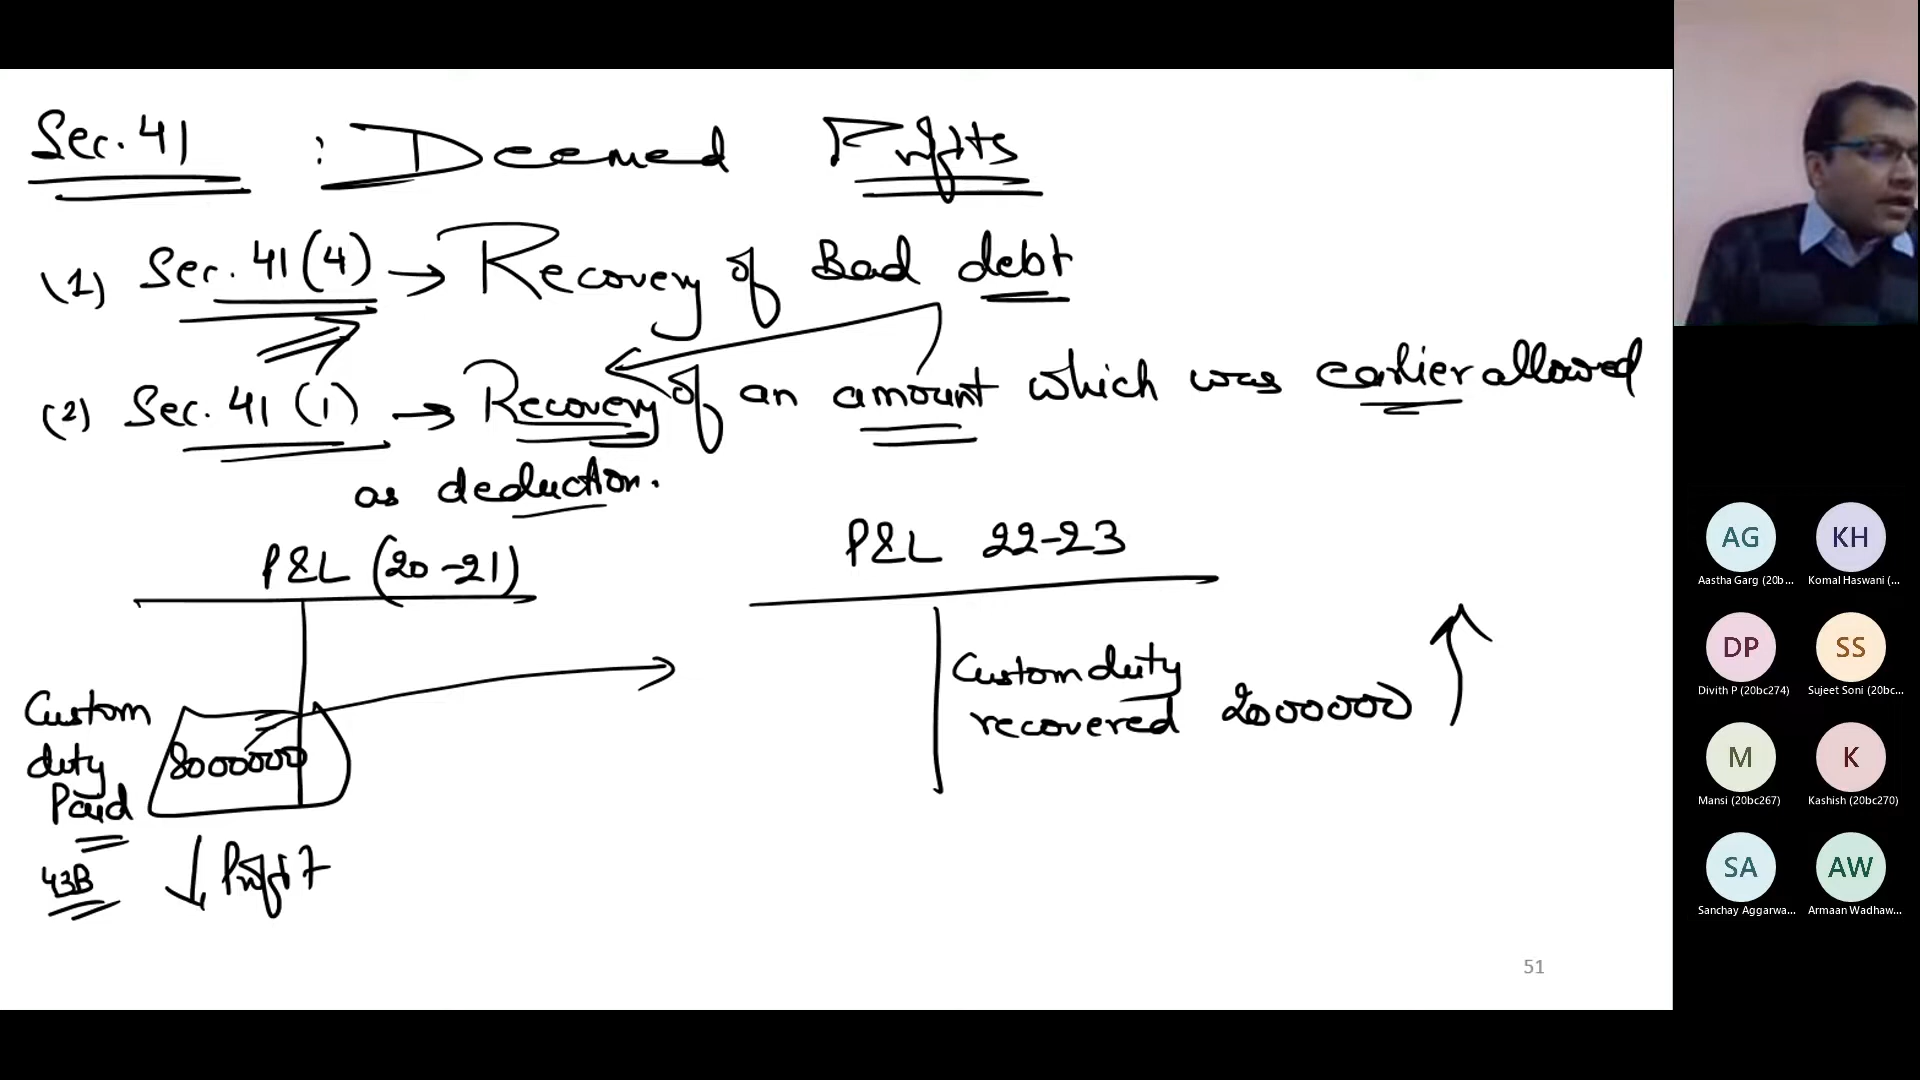 Sec. 41 : Deemed Profits
(1) Sec. 41(4) → Recovery of Bad debt
(2) Sec. 41(1) → Recovery of an amount which was earlier allowed
as deduction.
P&L (20-21)
Custom
duty
Paid
2000000
43B
↓ Profit
P&L 22-23
Custom duty
recovered 2000000 ↑
51
AG
Aastha Garg (20b...
KH
Komal Haswani (...
DP
Divith P (20bc274)
SS
Sujeet Soni (20bc...
M
Mansi (20bc267)
K
Kashish (20bc270)
SA
Sanchay Aggarwa...
AW
Armaan Wadhaw...